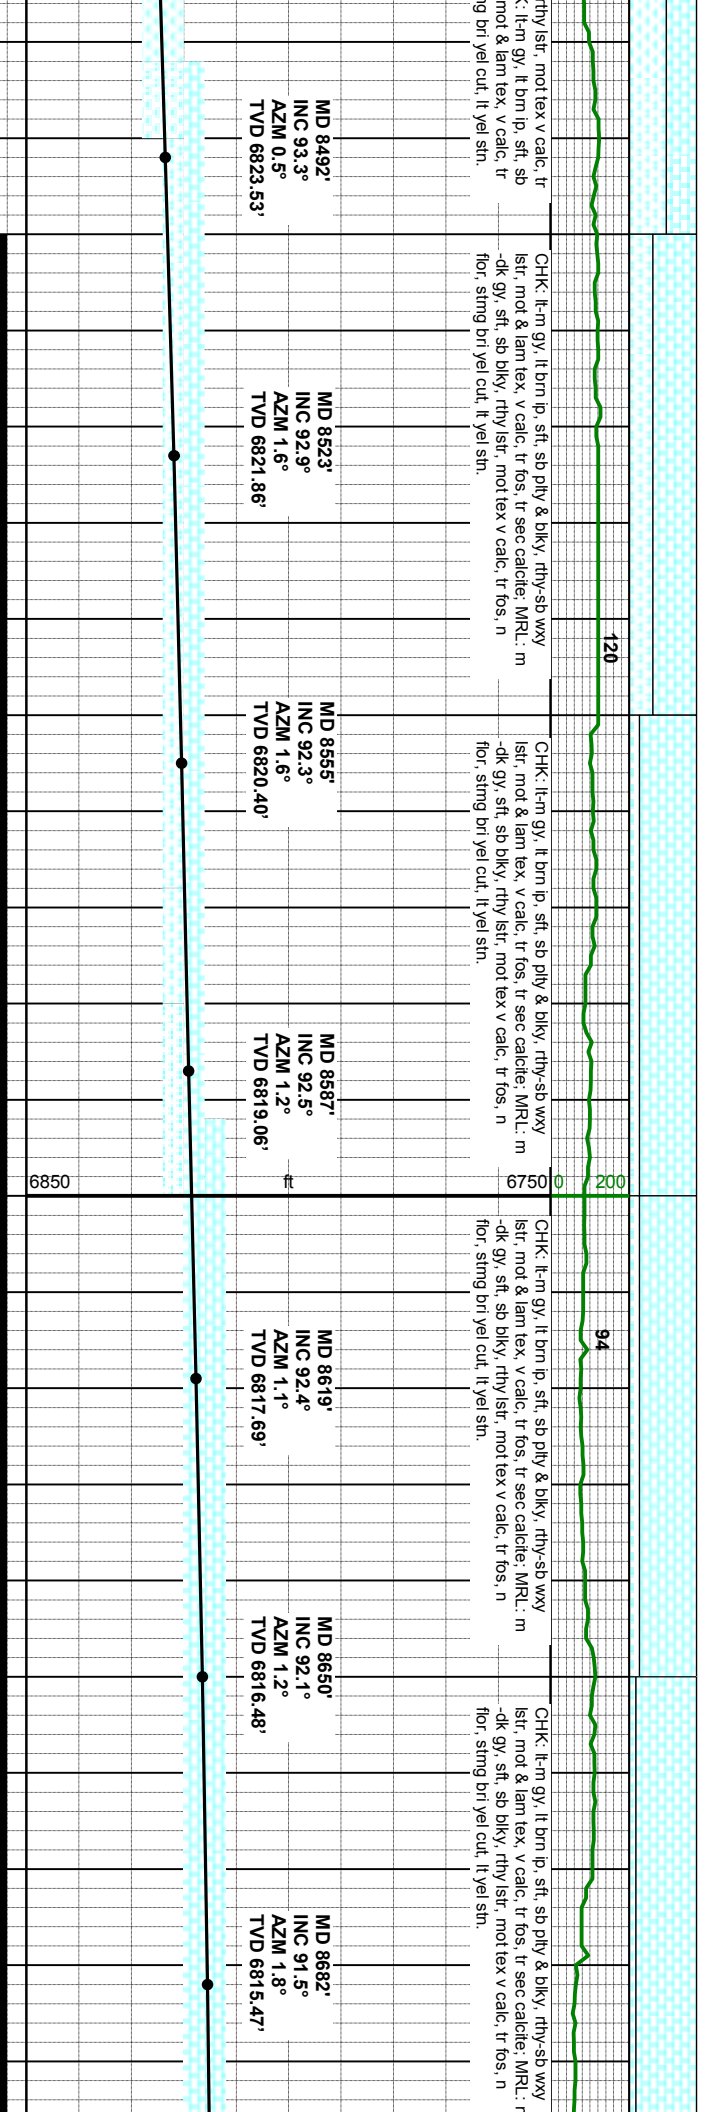 rthy lstr, mot tex v calc, tr
K: lt-m gy, lt brn ip, sft, sb
mot & lam tex, v calc, tr
ng bri yel cut, lt yel stn.
MD 8492'
INC 93.3°
AZM 0.5°
TVD 6823.53'
CHK: lt-m gy, lt brn ip, sft, sb plty & blky, rthy-sb wxy
lstr, mot & lam tex, v calc, tr fos, tr sec calcite; MRL: m
-dk gy, sft, sb blky, rthy lstr, mot tex v calc, tr fos, n
flor, stmg bri yel cut, lt yel stn.
MD 8523'
INC 92.9°
AZM 1.6°
TVD 6821.86'
120
MD 8555'
INC 92.3°
AZM 1.6°
TVD 6820.40'
CHK: lt-m gy, lt brn ip, sft, sb plty & blky, rthy-sb wxy
lstr, mot & lam tex, v calc, tr fos, tr sec calcite; MRL: m
-dk gy, sft, sb blky, rthy lstr, mot tex v calc, tr fos, n
flor, stmg bri yel cut, lt yel stn.
MD 8587'
INC 92.5°
AZM 1.2°
TVD 6819.06'
6850 ft 6750 0 200
CHK: lt-m gy, lt brn ip, sft, sb plty & blky, rthy-sb wxy
lstr, mot & lam tex, v calc, tr fos, tr sec calcite; MRL: m
-dk gy, sft, sb blky, rthy lstr, mot tex v calc, tr fos, n
flor, stmg bri yel cut, lt yel stn.
94
MD 8619'
INC 92.4°
AZM 1.1°
TVD 6817.69'
MD 8650'
INC 92.1°
AZM 1.2°
TVD 6816.48'
CHK: lt-m gy, lt brn ip, sft, sb plty & blky, rthy-sb wxy
lstr, mot & lam tex, v calc, tr fos, tr sec calcite; MRL:
-dk gy, sft, sb blky, rthy lstr, mot tex v calc, tr fos, n
flor, stmg bri yel cut, lt yel stn.
MD 8682'
INC 91.5°
AZM 1.8°
TVD 6815.47'